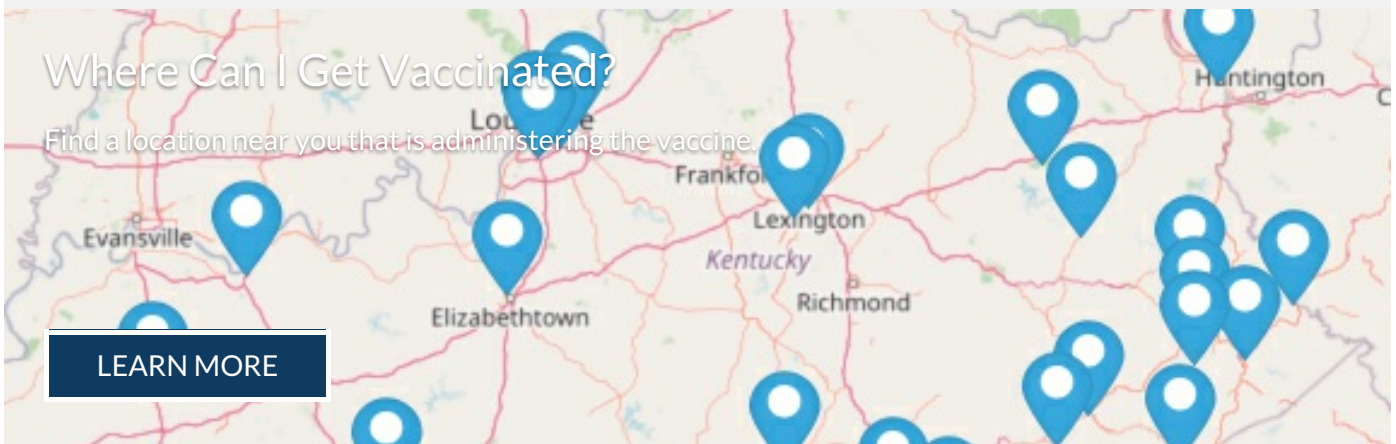 Where Can I Get Vaccinated?
Find a location near you that is administering the vaccine.
Huntington
Lexington
Evansville
Kentucky
Richmond
Elizabethtown
LEARN MORE